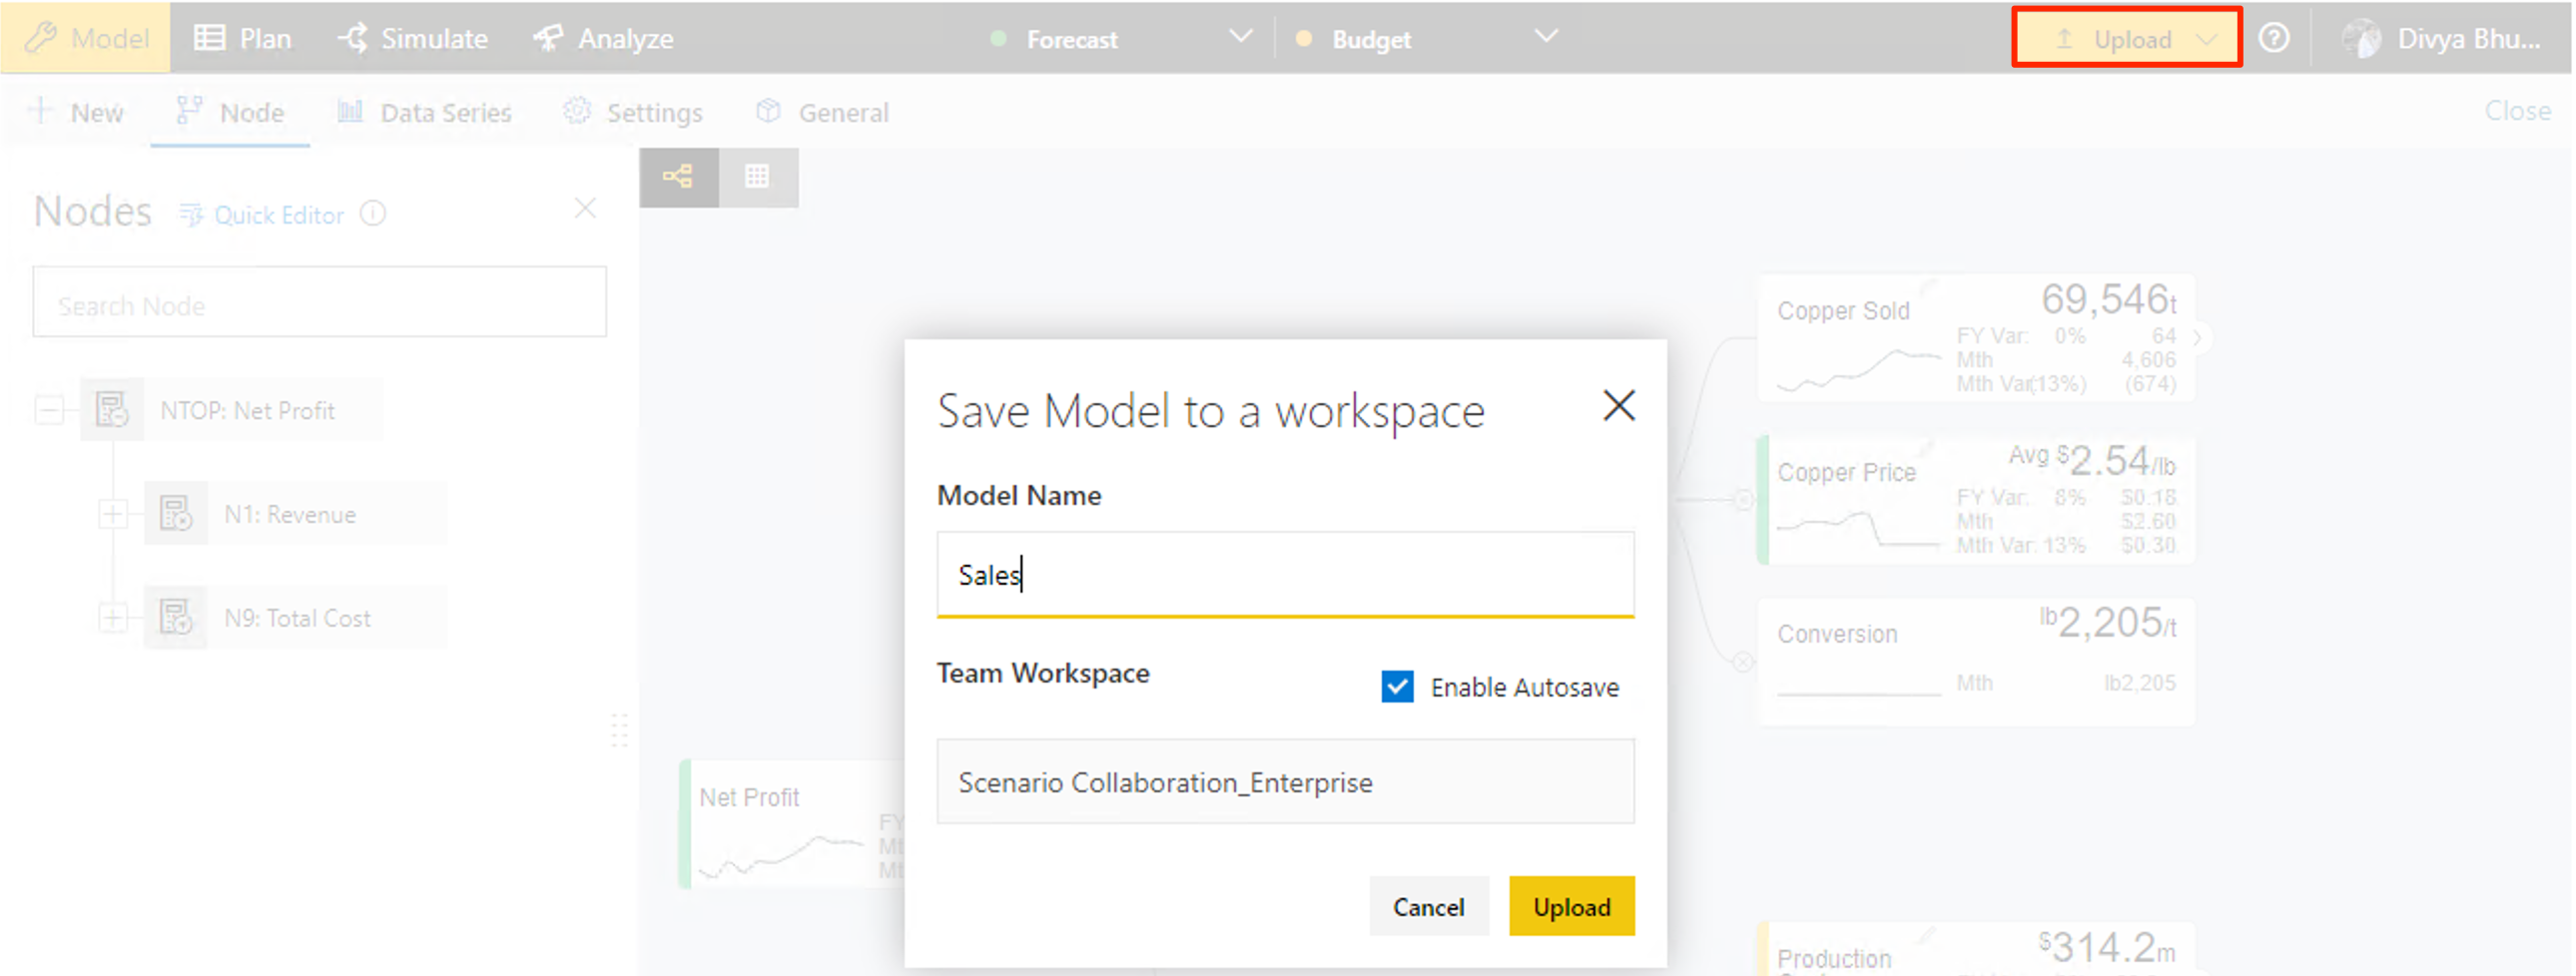 Model Plan Simulate Analyze Forecast Budget Upload Divya Bhu...
New Node Data Series Settings General Close
Nodes Quick Editor
Search Node
NTOP: Net Profit
N1: Revenue
N9: Total Cost
Save Model to a workspace
Model Name
Sales
Team Workspace
Enable Autosave
Scenario Collaboration_Enterprise
Cancel Upload
Copper Sold 69,546t
FY Var: 0% 64
Mth 4,606
Mth Var(13%) (674)
Copper Price Avg $2.54/lb
FY Var: 8% $0.18
Mth $2.60
Mth Var: 13% $0.30
Conversion lb2,205/t
Mth lb2,205
Net Profit
FY
Mt
Mt
Production $314.2m